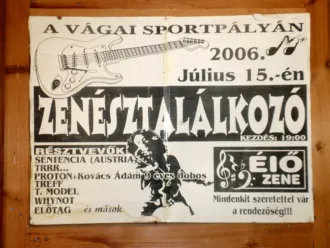 A VÁGAI SPORTPÁLYÁN
2006.
Július 15.-én
ZENÉSZTALÁLKOZÓ
KEZDÉS: 19:00
RÉSZTVEVŐK
SENTENCIA (AUSTRIA)
TRRR...
PROTON+Kovács Ádám 9 éves dobos
TREFF
T. MODEL
WHYNOT
ELŐTAG és mások
ÉlŐ
ZENE
Mindenkit szeretettel vár
a rendezőség!!!